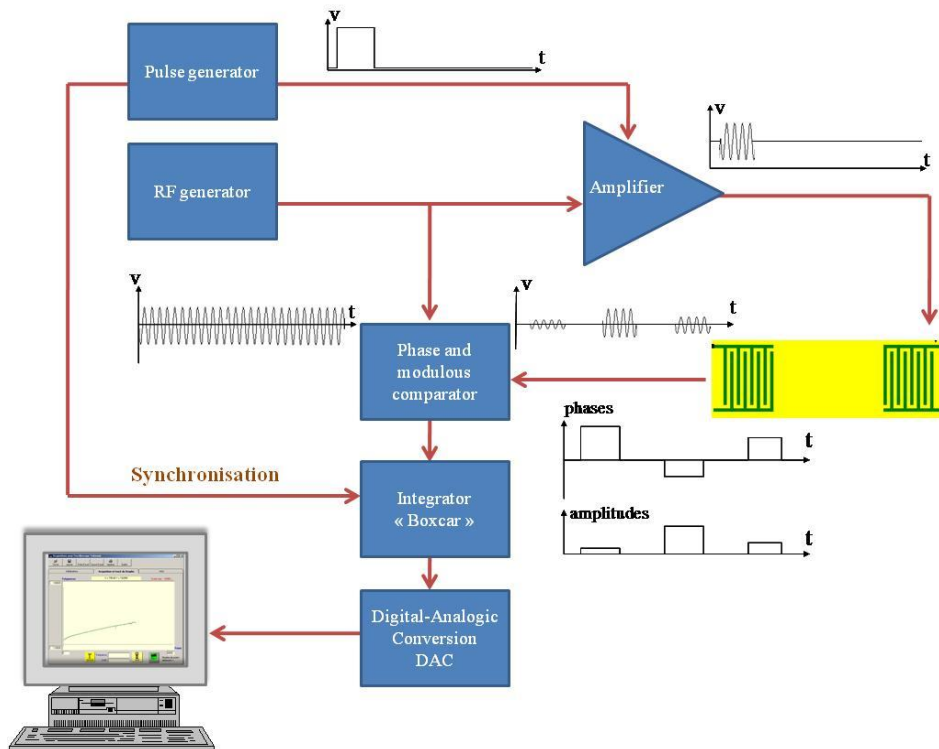 v
t
Pulse generator
v
t
RF generator
Amplifier
v
t
v
t
Phase and
modulous
comparator
phases
t
Synchronisation
Integrator
« Boxcar »
amplitudes
t
Digital-Analogic
Conversion
DAC